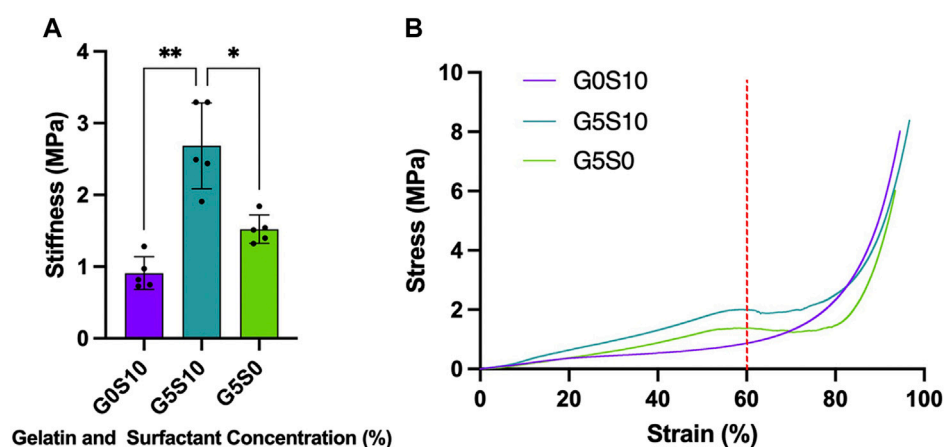 A
Stiffness (MPa)
4
3
2
1
0
** *
G0S10 G5S10 G5S0
Gelatin and Surfactant Concentration (%)
B
Stress (MPa)
10
8
6
4
2
0
G0S10
G5S10
G5S0
0 20 40 60 80 100
Strain (%)